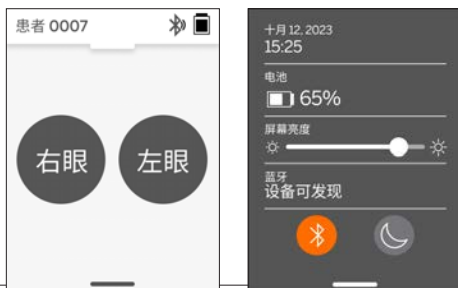 患者 0007
右眼
左眼
十月 12, 2023
15:25
电池
65%
屏幕亮度
蓝牙
设备可发现